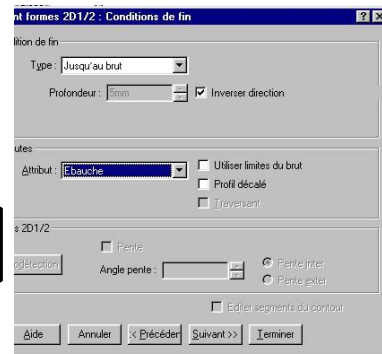 nt formes 2D1/2 : Conditions de fin
dition de fin
Type : Jusqu'au brut
Profondeur : 5mm Inverser direction
utes
Attribut : Ebauche
Utiliser limites du brut
Profil décalé
Traversant
s 2D1/2
Pente
odétection
Angle pente :
Pente inter
Pente exter
Editer segments du contour
Aide Annuler << Précéder Suivant >> Terminer